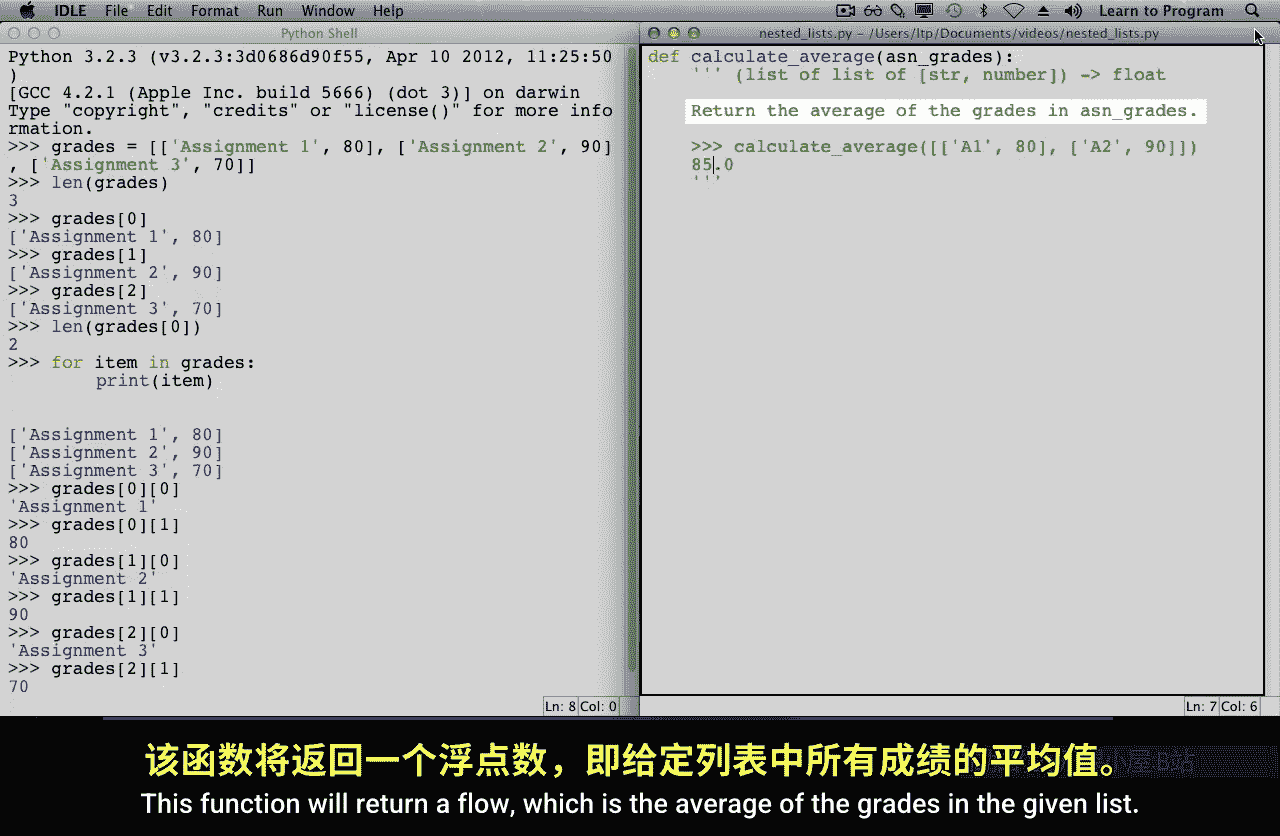 IDLE File Edit Format Run Window Help Learn to Program
Python Shell
Python 3.2.3 (v3.2.3:3d0686d90f55, Apr 10 2012, 11:25:50
)
[GCC 4.2.1 (Apple Inc. build 5666) (dot 3)] on darwin
Type "copyright", "credits" or "license()" for more info
rmation.
>>> grades = [['Assignment 1', 80], ['Assignment 2', 90]
, ['Assignment 3', 70]]
>>> len(grades)
3
>>> grades[0]
['Assignment 1', 80]
>>> grades[1]
['Assignment 2', 90]
>>> grades[2]
['Assignment 3', 70]
>>> len(grades[0])
2
>>> for item in grades:
print(item)
['Assignment 1', 80]
['Assignment 2', 90]
['Assignment 3', 70]
>>> grades[0][0]
'Assignment 1'
>>> grades[0][1]
80
>>> grades[1][0]
'Assignment 2'
>>> grades[1][1]
90
>>> grades[2][0]
'Assignment 3'
>>> grades[2][1]
70
Ln: 8 Col: 0
nested_lists.py - /Users/ltp/Documents/videos/nested_lists.py
def calculate_average(asn_grades):
''' (list of list of [str, number]) -> float
Return the average of the grades in asn_grades.
>>> calculate_average([['A1', 80], ['A2', 90]])
85.0
'''
Ln: 7 Col: 6
该函数将返回一个浮点数，即给定列表中所有成绩的平均值。
This function will return a flow, which is the average of the grades in the given list.